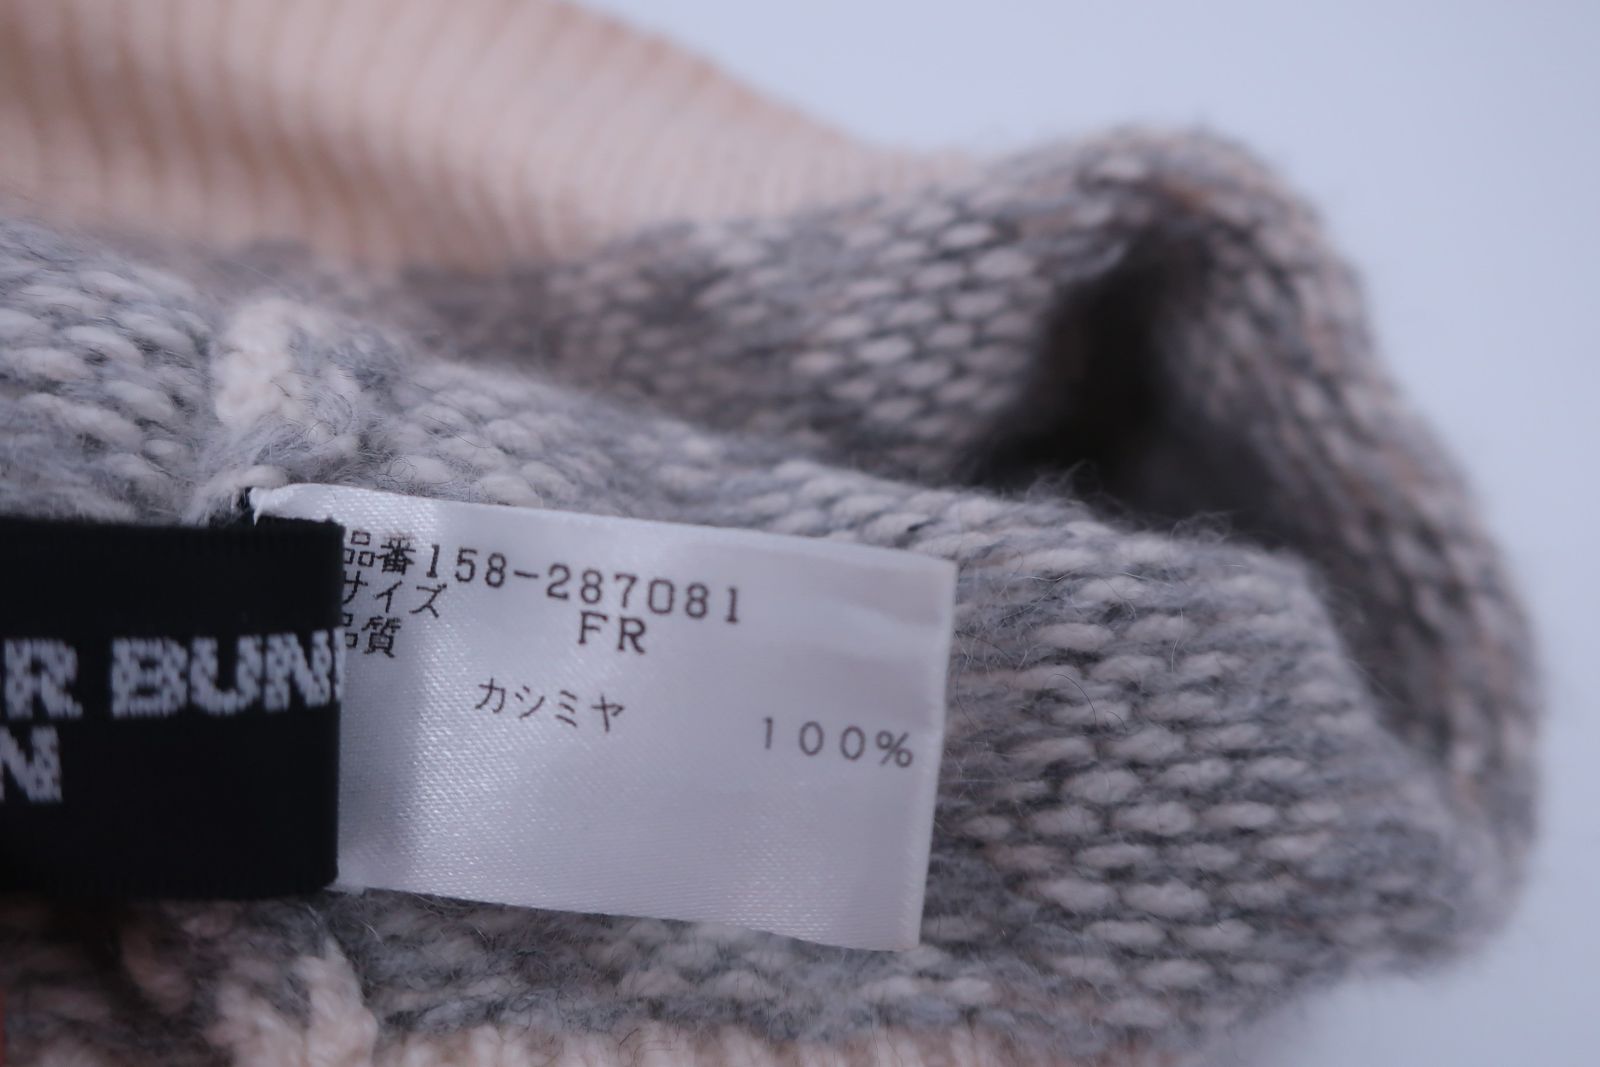 品番158-287081
サイズ FR
品質
カシミヤ 100%
R BUN
N